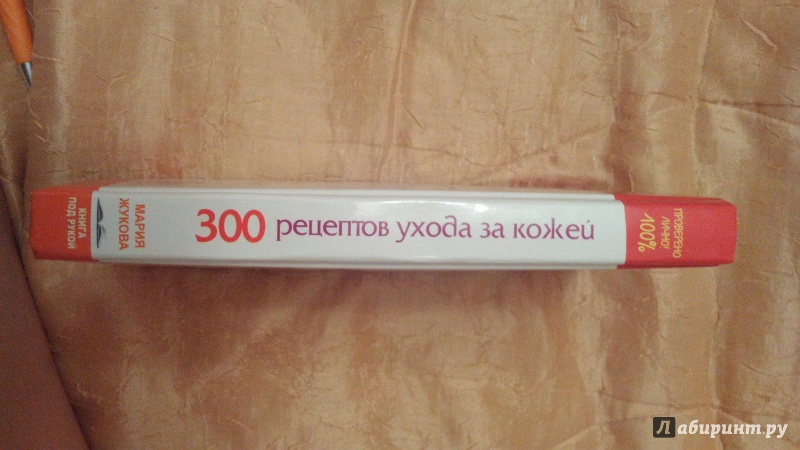 КНИГА
ПОД РУКОЙ
МАРИЯ
ЖУКОВА
300 рецептов ухода за кожей
ПРОВЕРЕНО
ЛИЧНО!
100%
Лабиринт.ру